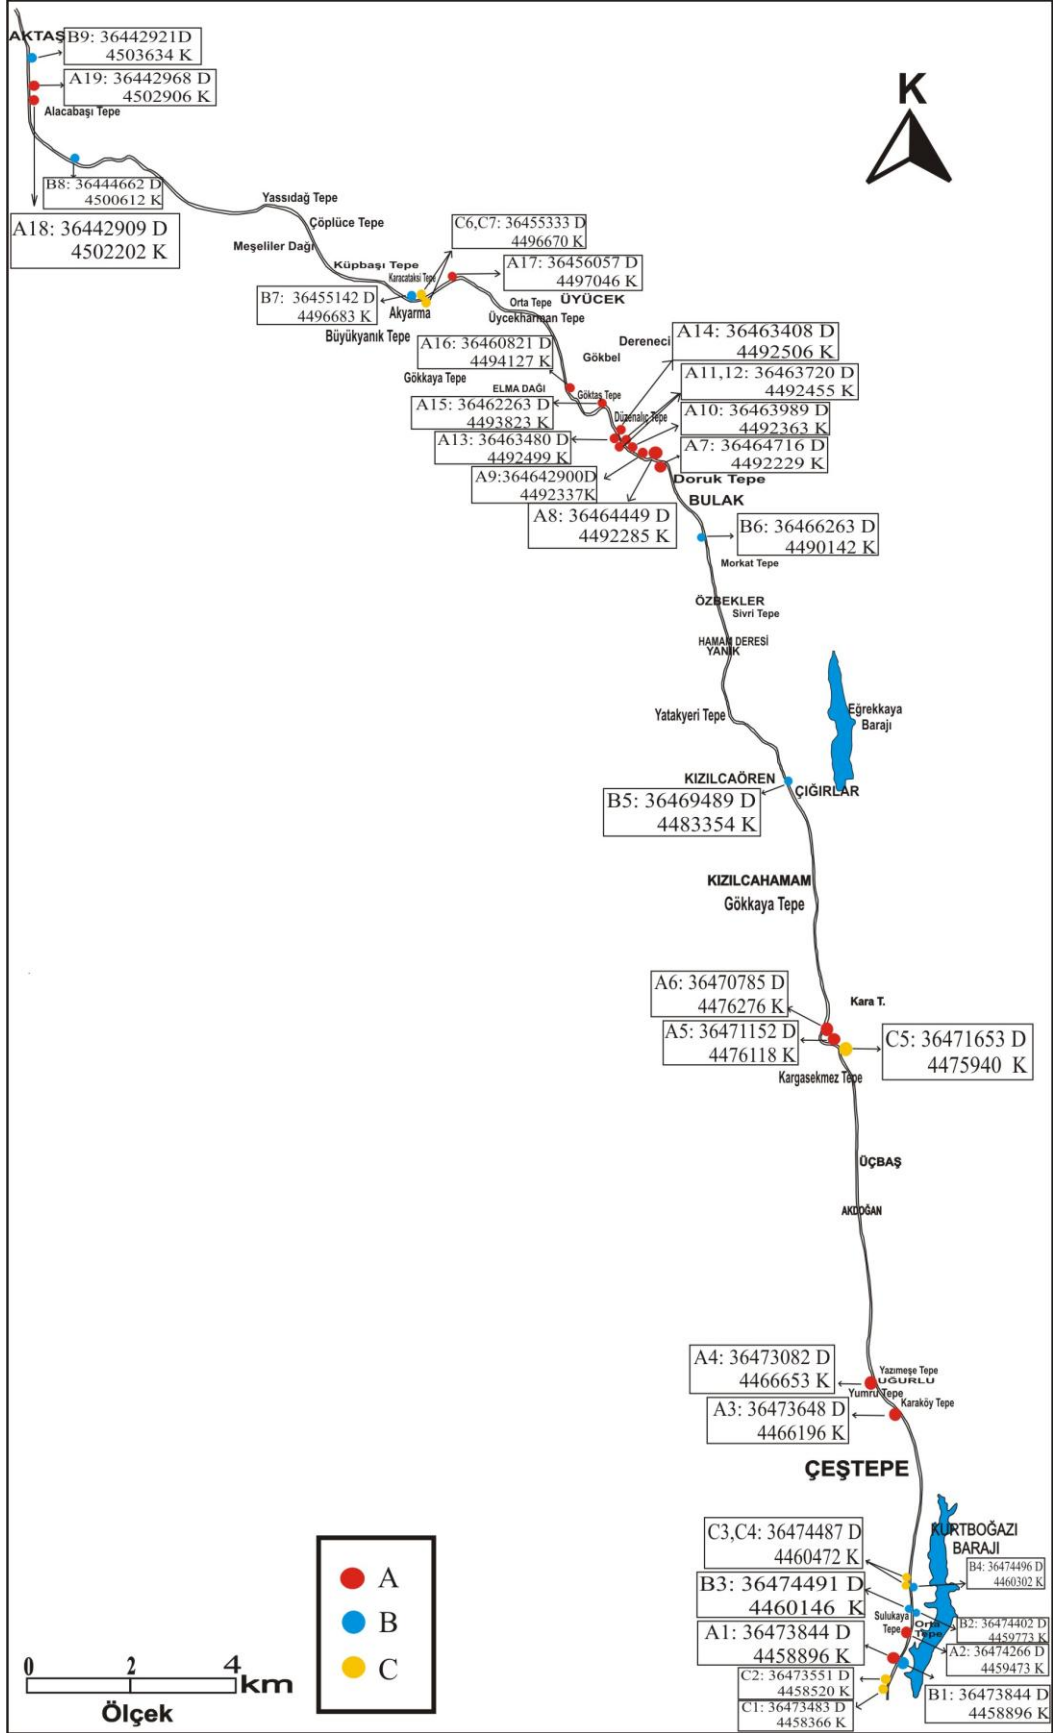 AKTAŞ
B9: 36442921D
4503634 K
A19: 36442968 D
4502906 K
Alacabaşı Tepe
K
B8: 36444662 D
4500612 K
A18: 36442909 D
4502202 K
Yassıdağ Tepe
Çöplüce Tepe
Meşeliler Dağı
C6,C7: 36455333 D
4496670 K
Küpbaşı Tepe
Karacataksi Tepe
A17: 36456057 D
4497046 K
B7: 36455142 D
4496683 K
Akyarma
Büyükyanık Tepe
Orta Tepe
ÜYÜCEK
Üycekharman Tepe
A16: 36460821 D
4494127 K
Gökkaya Tepe
Gökbel
Dereneci
A14: 36463408 D
4492506 K
A11,12: 36463720 D
4492455 K
ELMA DAĞI
Göktaş Tepe
A15: 36462263 D
4493823 K
Düzenalıc Tepe
A10: 36463989 D
4492363 K
A13: 36463480 D
4492499 K
A7: 36464716 D
4492229 K
A9:364642900D
4492337K
Doruk Tepe
BULAK
A8: 36464449 D
4492285 K
B6: 36466263 D
4490142 K
Morkat Tepe
ÖZBEKLER
Sivri Tepe
HAMAM DERESİ
YANIK
Yatakyeri Tepe
Eğrekkaya
Barajı
KIZILCAÖREN
ÇIĞIRLAR
B5: 36469489 D
4483354 K
KIZILCAHAMAM
Gökkaya Tepe
A6: 36470785 D
4476276 K
Kara T.
A5: 36471152 D
4476118 K
C5: 36471653 D
4475940 K
Kargasekmez Tepe
ÜÇBAŞ
AKDOĞAN
A4: 36473082 D
4466653 K
Yazımeşe Tepe
UĞURLU
Yumru Tepe
Karaköy Tepe
A3: 36473648 D
4466196 K
ÇEŞTEPE
C3,C4: 36474487 D
4460472 K
KURTBOĞAZI
BARAJI
B4: 36474496 D
4460302 K
B3: 36474491 D
4460146 K
Sulukaya
Tepe
Orta
Tepe
B2: 36474402 D
4459773 K
A1: 36473844 D
4458896 K
A2: 36474266 D
4459473 K
C2: 36473551 D
4458520 K
B1: 36473844 D
4458896 K
C1: 36473483 D
4458366 K
A
B
C
0 2 4 km
Ölçek